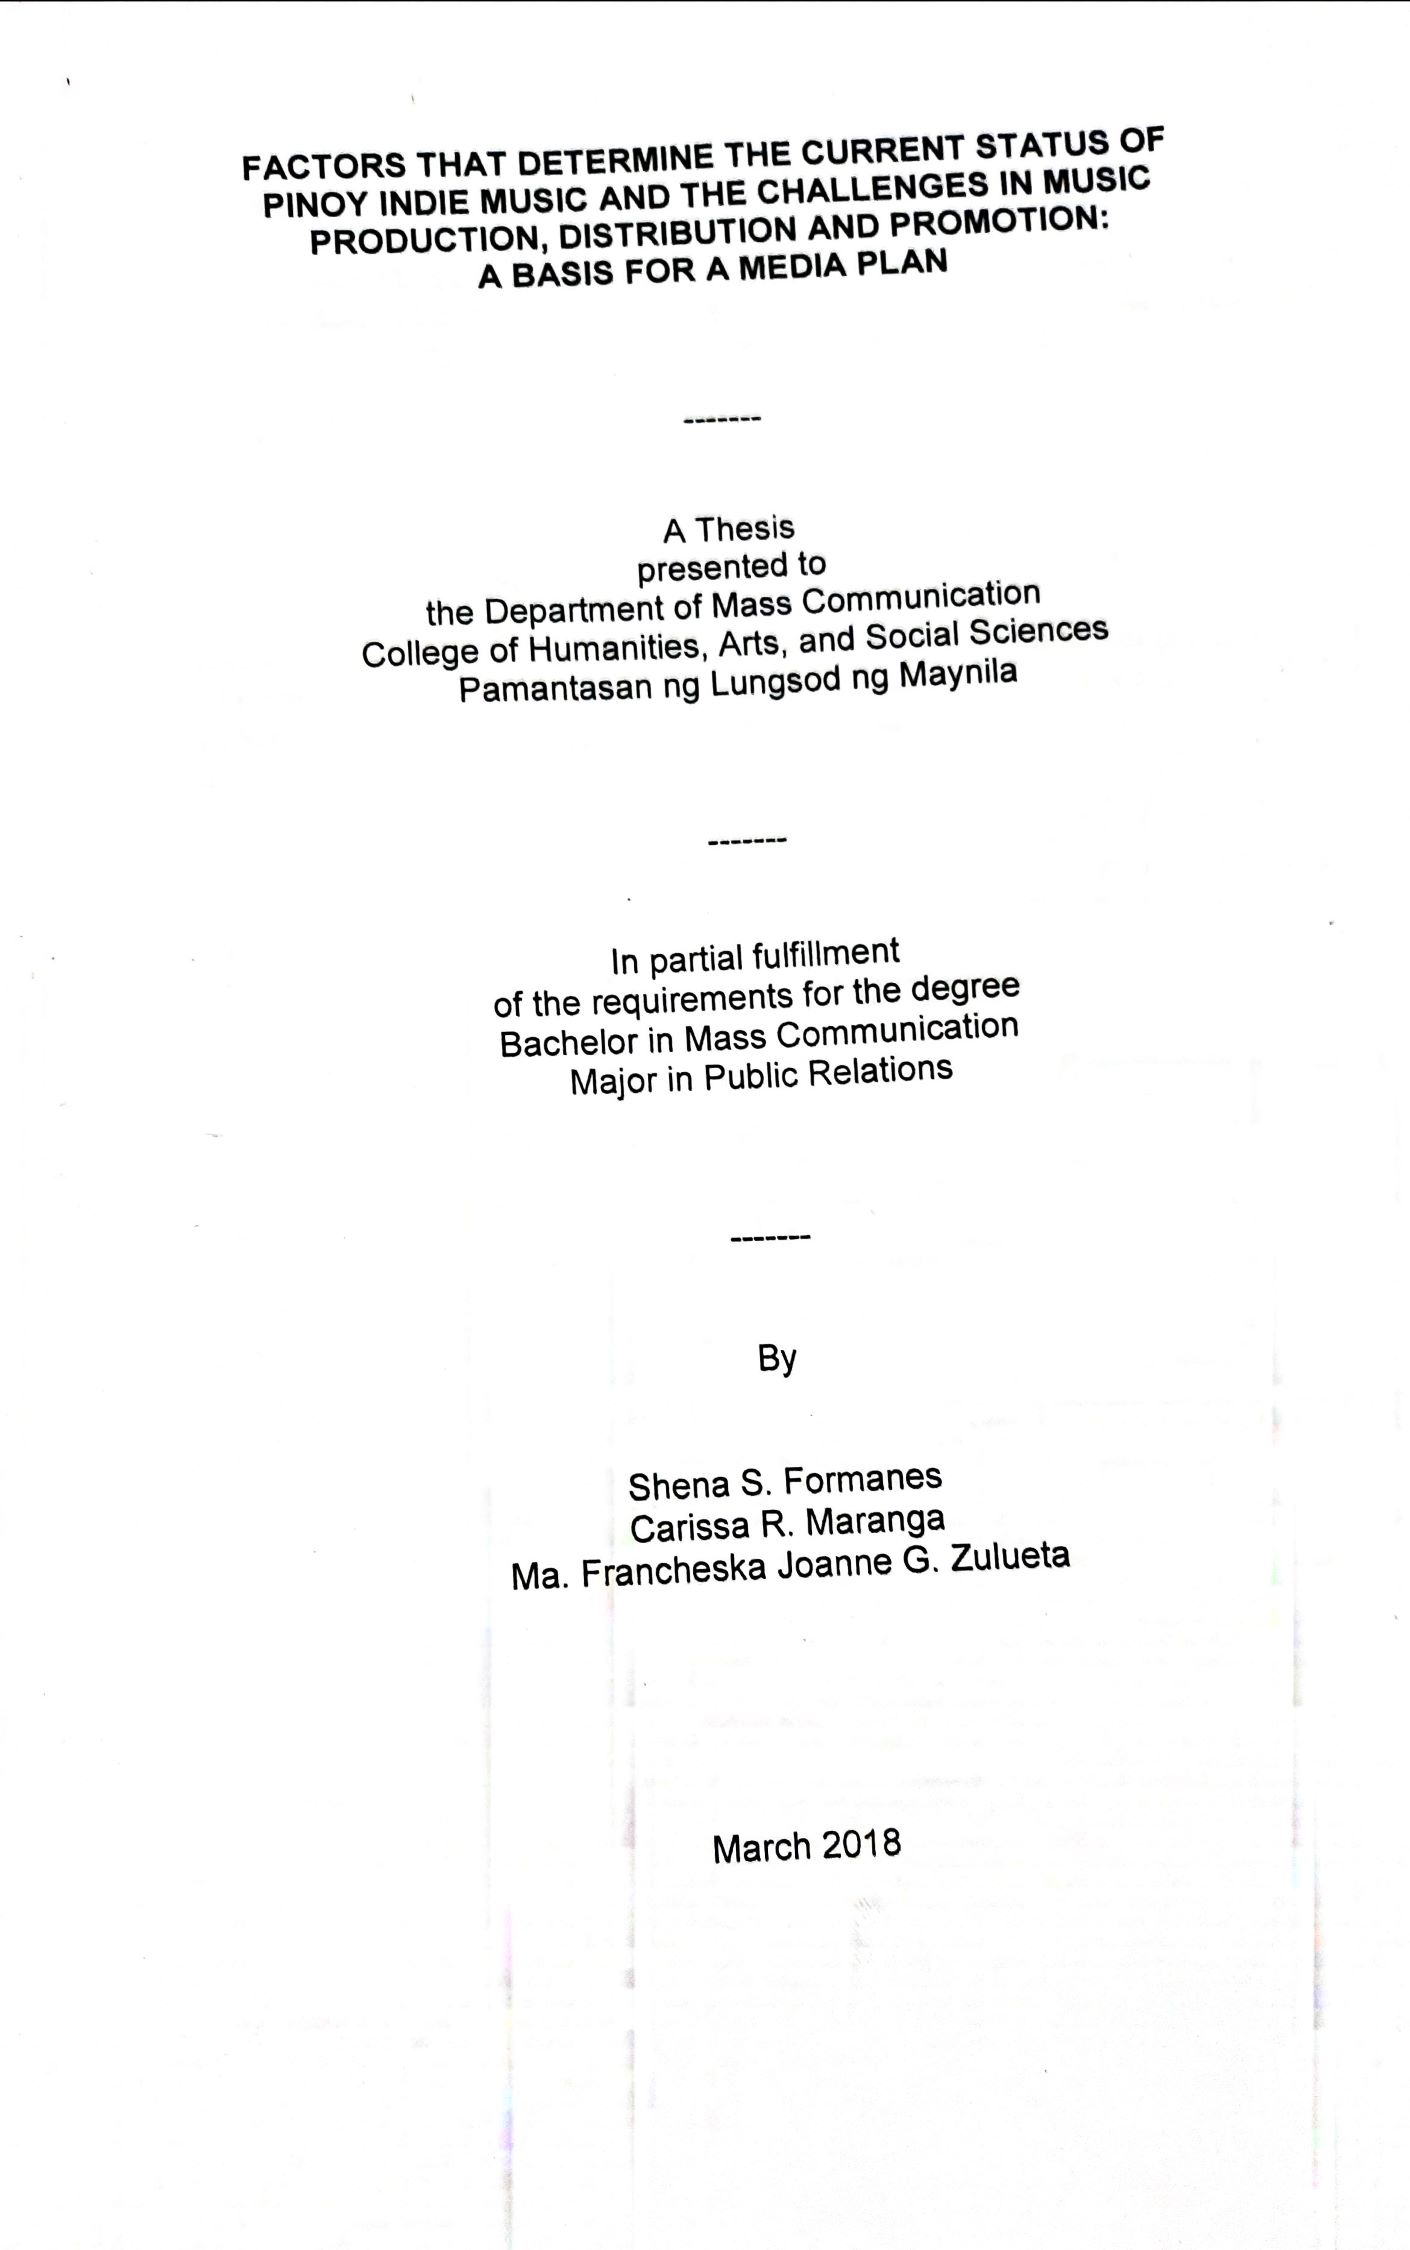 FACTORS THAT DETERMINE THE CURRENT STATUS OF
PINOY INDIE MUSIC AND THE CHALLENGES IN MUSIC
PRODUCTION, DISTRIBUTION AND PROMOTION:
A BASIS FOR A MEDIA PLAN
-------
A Thesis
presented to
the Department of Mass Communication
College of Humanities, Arts, and Social Sciences
Pamantasan ng Lungsod ng Maynila
-------
In partial fulfillment
of the requirements for the degree
Bachelor in Mass Communication
Major in Public Relations
-------
By
Shena S. Formanes
Carissa R. Maranga
Ma. Francheska Joanne G. Zulueta
March 2018